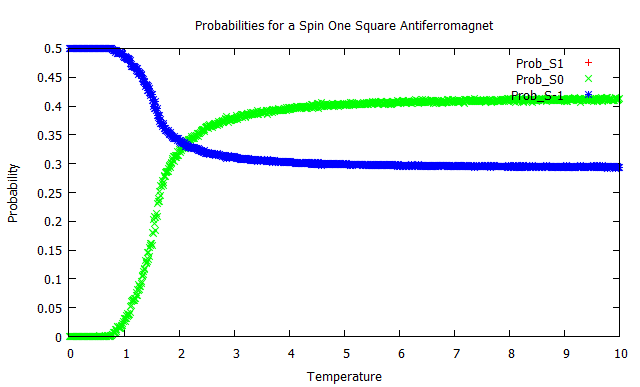 Probabilities for a Spin One Square Antiferromagnet
0.5
0.45
0.4
0.35
0.3
0.25
0.2
0.15
0.1
0.05
0
Prob_S1
Prob_S0
Prob_S-1
Probability
0 1 2 3 4 5 6 7 8 9 10
Temperature